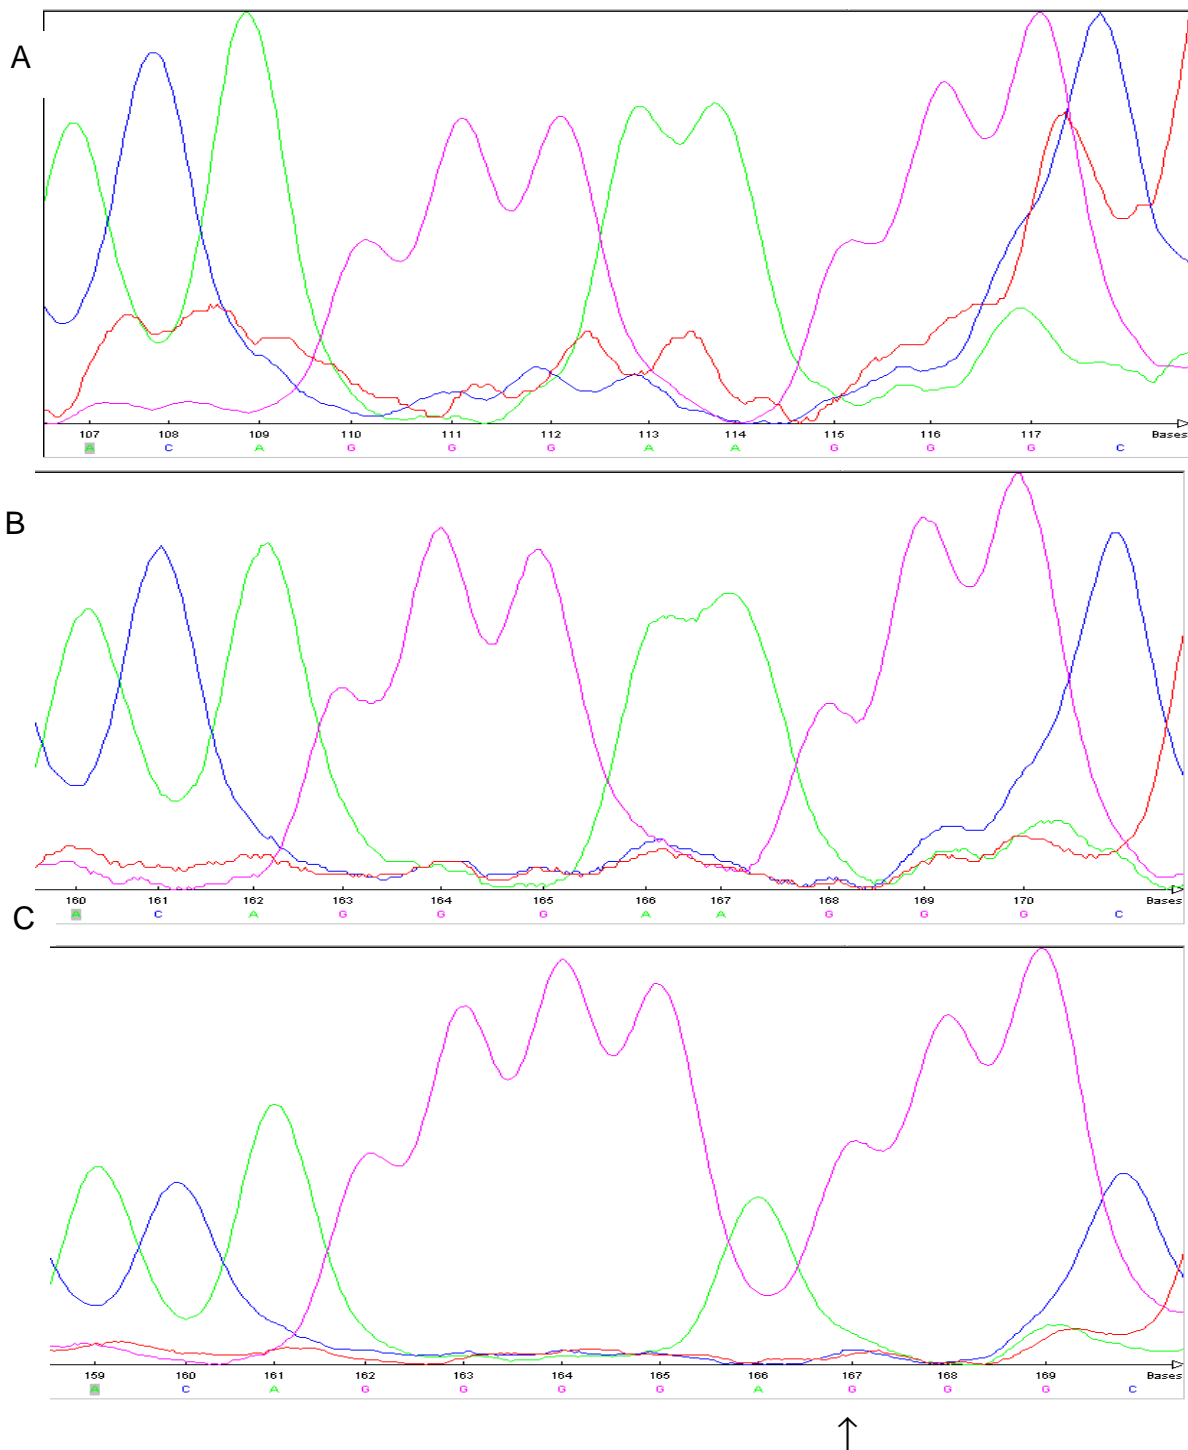 A
107 108 109 110 111 112 113 114 115 116 117 Bases
A C A G G G A A G G G C
B
160 161 162 163 164 165 166 167 168 169 170 Bases
A C A G G G A A G G G C
C
159 160 161 162 163 164 165 166 167 168 169 Bases
A C A G G G G A G G G C